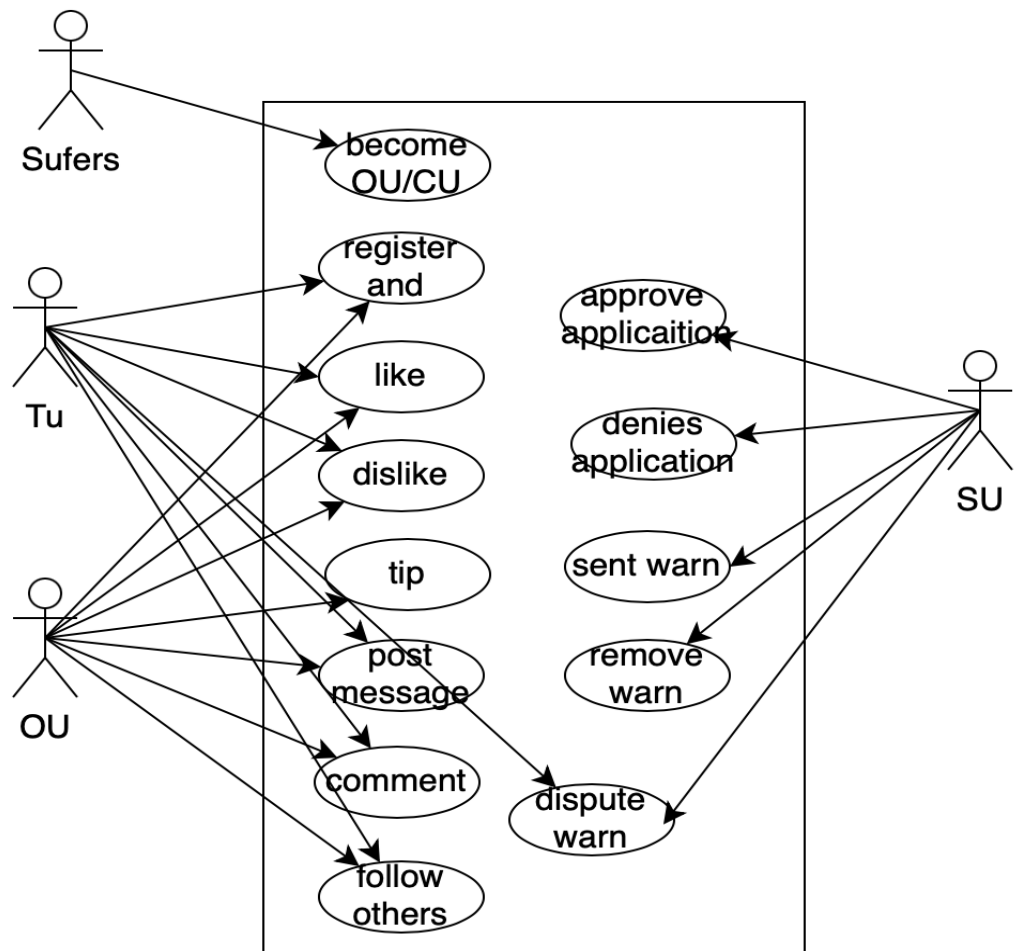 Sufers
become
OU/CU
register
and
Tu
like
dislike
tip
OU
post
message
comment
follow
others
approve
applicaition
denies
application
SU
sent warn
remove
warn
dispute
warn